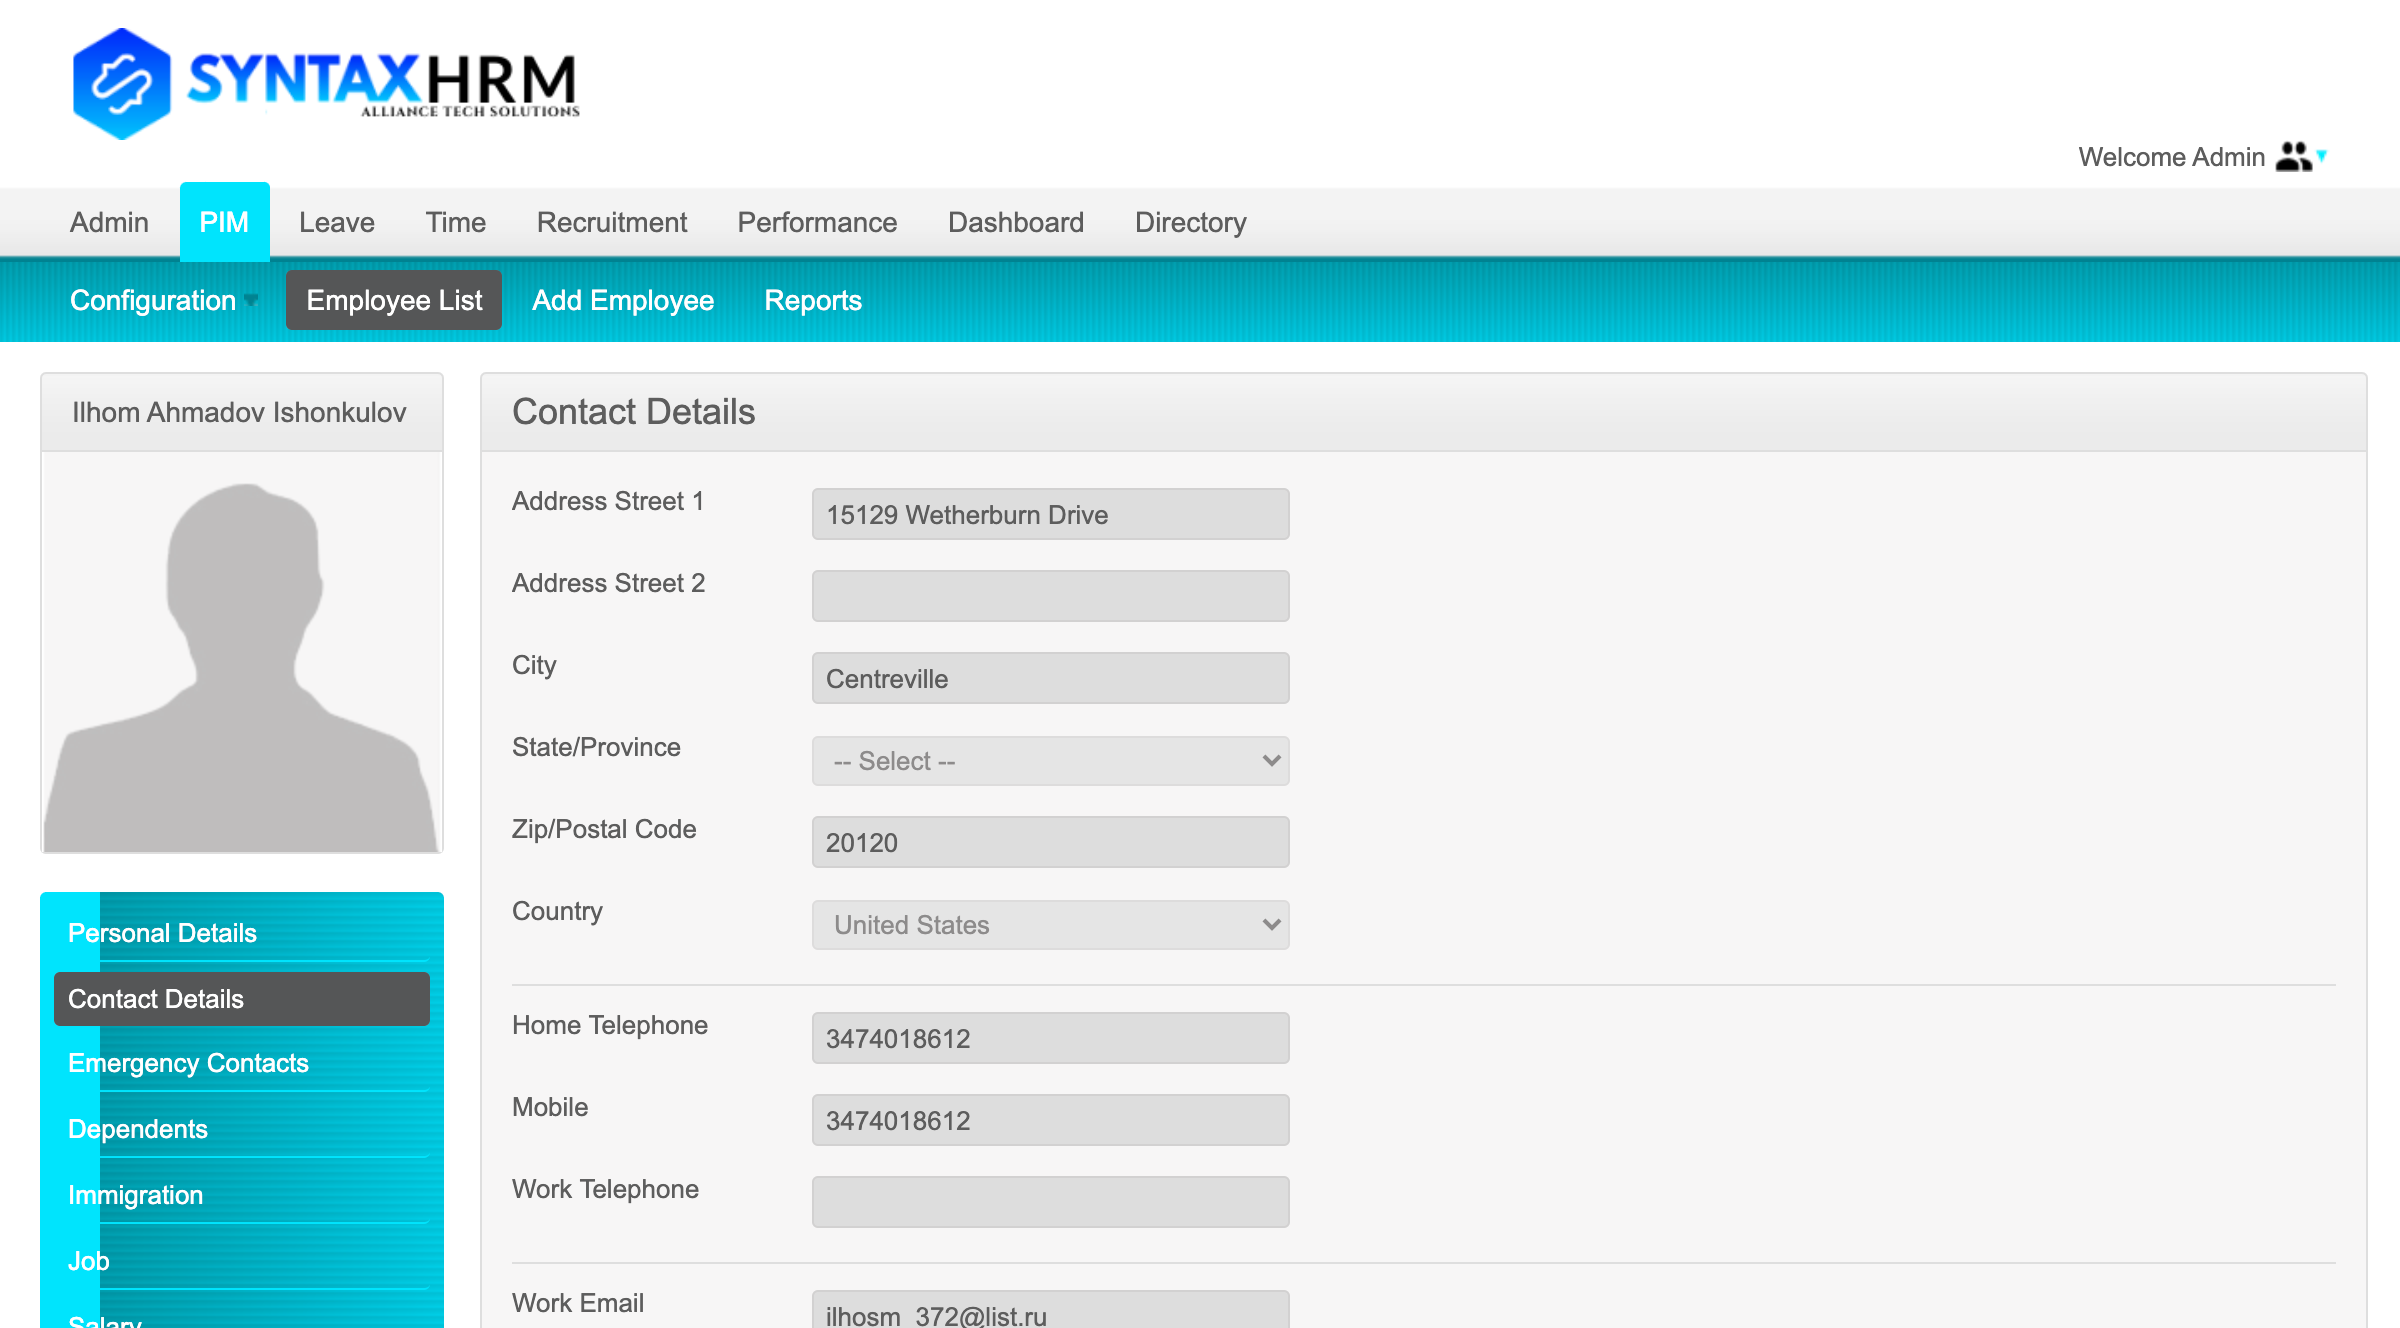 SYNTAXHRM
ALLIANCE TECH SOLUTIONS
Welcome Admin
Admin PIM Leave Time Recruitment Performance Dashboard Directory
Configuration Employee List Add Employee Reports
Ilhom Ahmadov Ishonkulov
Personal Details
Contact Details
Emergency Contacts
Dependents
Immigration
Job
Salary
Contact Details
Address Street 1 15129 Wetherburn Drive
Address Street 2
City Centreville
State/Province -- Select --
Zip/Postal Code 20120
Country United States
Home Telephone 3474018612
Mobile 3474018612
Work Telephone
Work Email ilhosm_372@list.ru